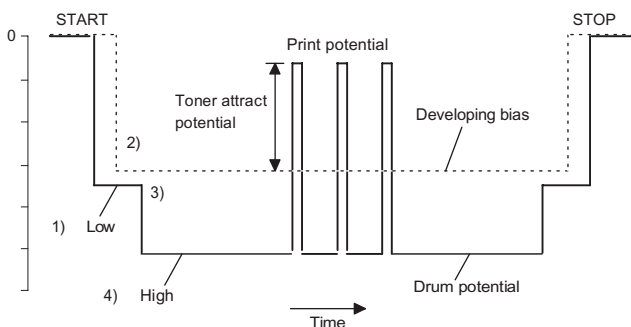 START
STOP
0
Print potential
Toner attract
potential
Developing bias
2)
3)
1)
Low
4)
High
Drum potential
Time